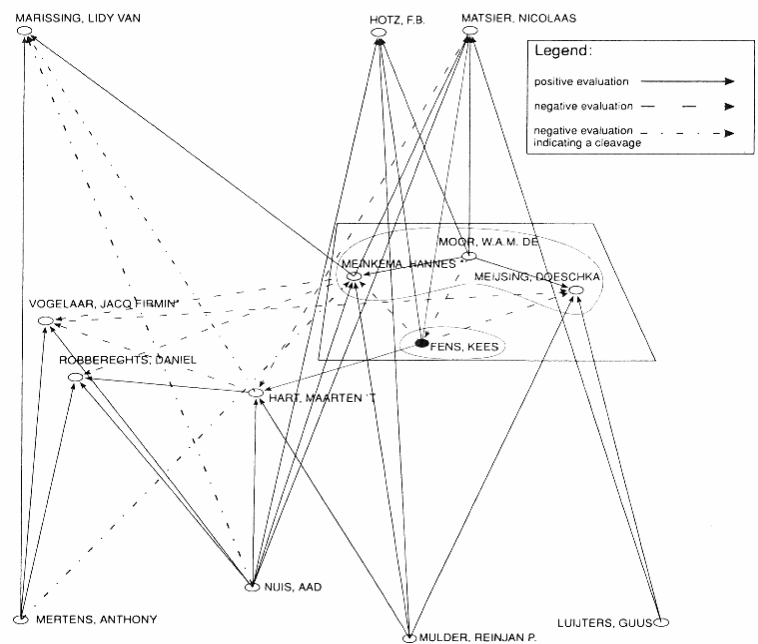 MARISSING, LIDY VAN
HOTZ, F.B.
MATSIER, NICOLAAS
Legend:
positive evaluation
negative evaluation
negative evaluation
indicating a cleavage
MOOR, W.A.M. DE
MEINKEMA, HANNES
MEIJSING, DOESCHKA
VOGELAAR, JACQ FIRMIN
FENS, KEES
ROBBEREGHTS, DANIEL
HART, MAARTEN 'T
NUIS, AAD
MERTENS, ANTHONY
MULDER, REINJAN P.
LUIJTERS, GUUS